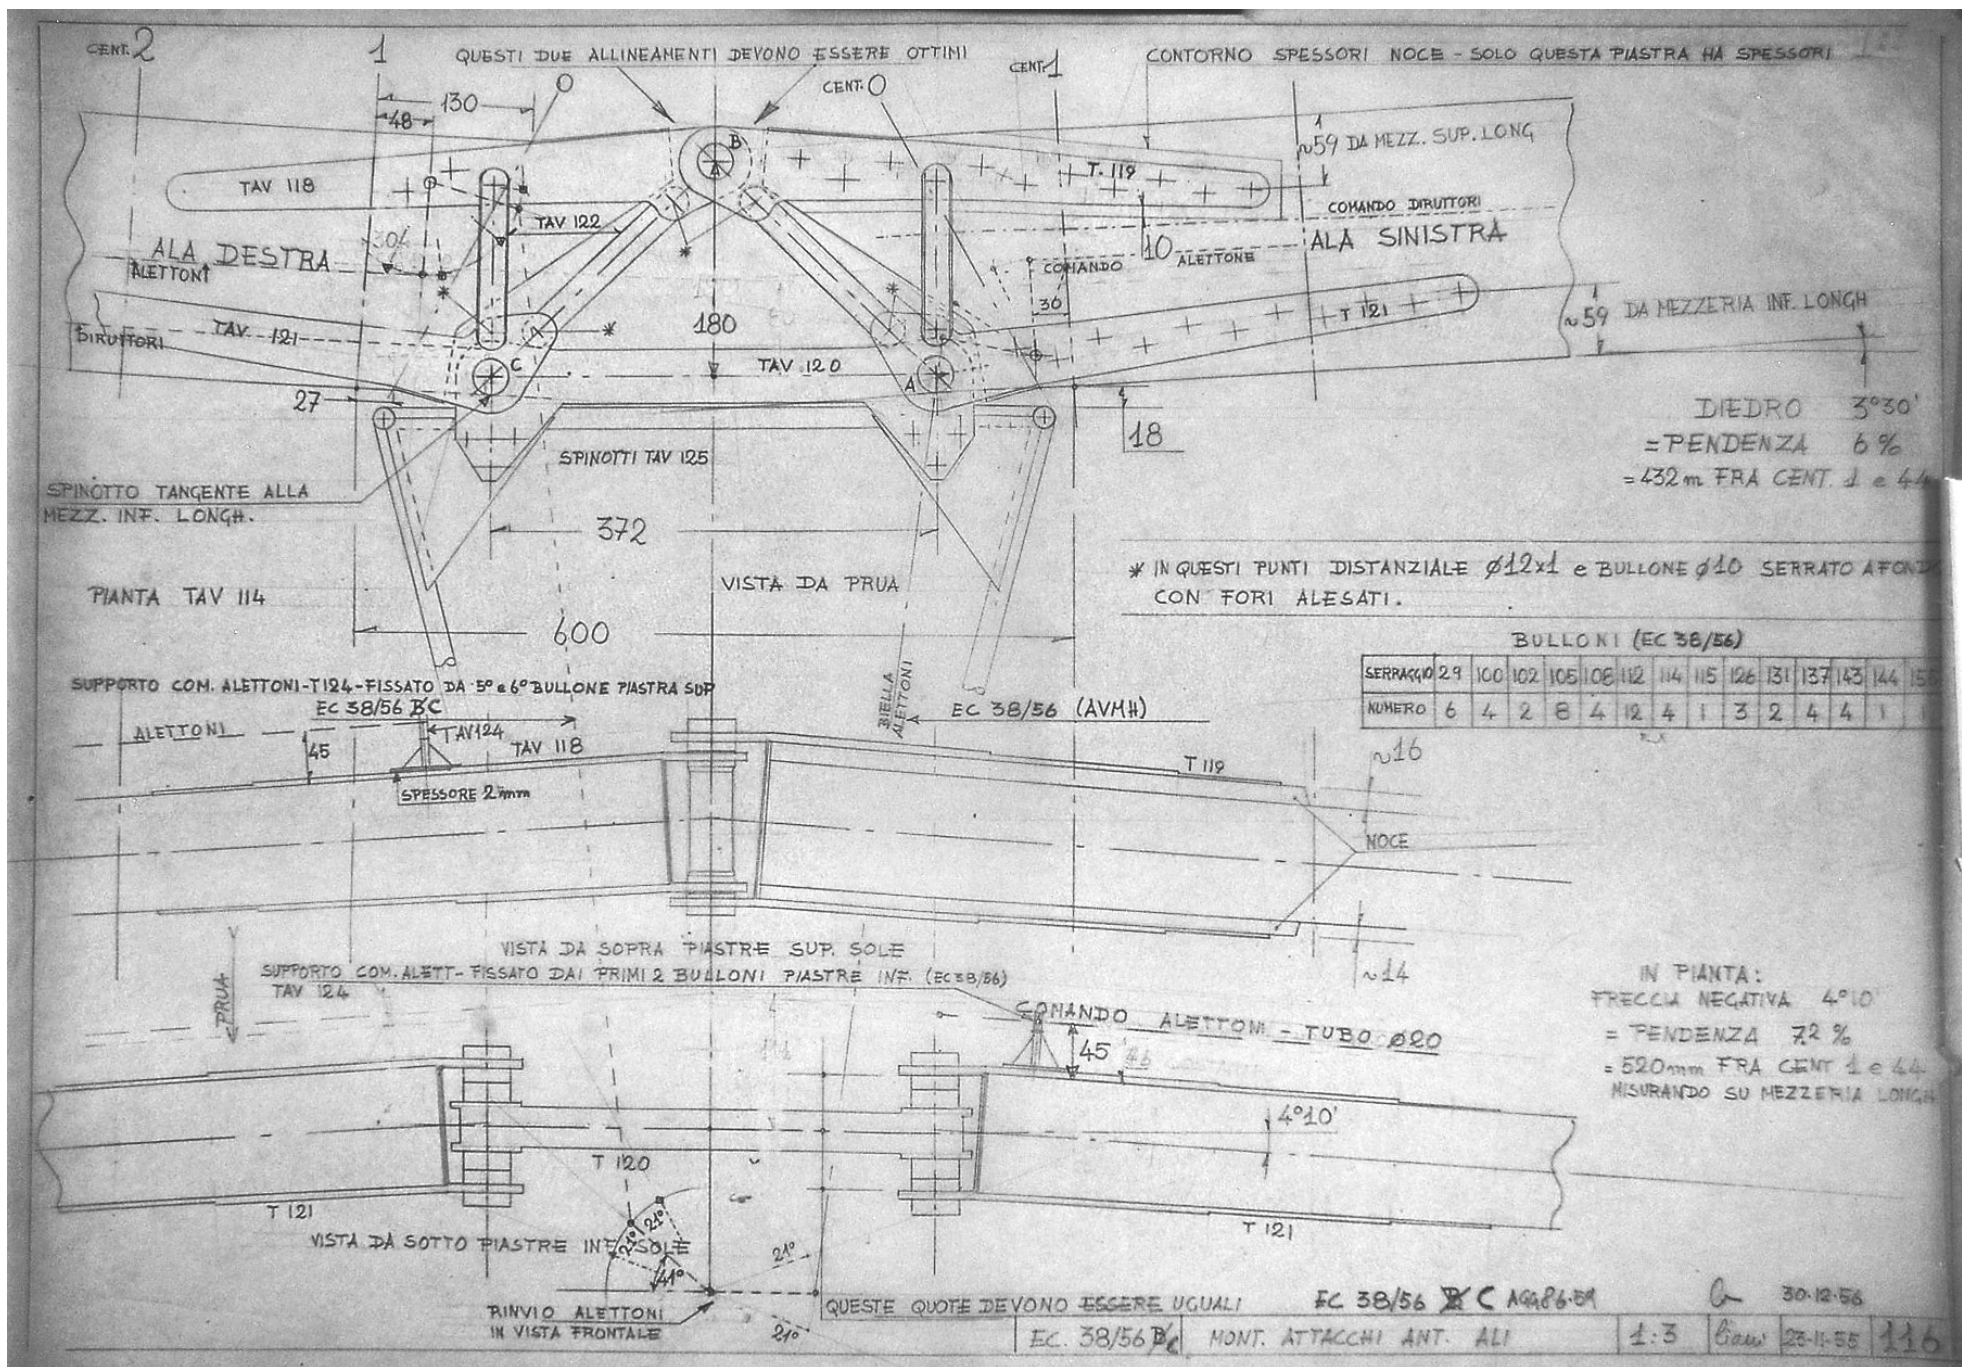 CENT. 2
1
QUESTI DUE ALLINEAMENTI DEVONO ESSERE OTTIMI
CENT. 1
CONTORNO SPESSORI NOCE - SOLO QUESTA PIASTRA HA SPESSORI
130
O
CENT. O
48
B
~59 DA MEZZ. SUP. LONG
TAV 118
T. 119
TAV 122
COMANDO DIRUTTORI
30
ALA DESTRA
10
ALA SINISTRA
ALETTONI
COMANDO ALETTONE
*
*
30
180
TAV 121
*
T 121
~59 DA MEZZERIA INF. LONGH
DIRUTTORI
C
TAV 120
A
27
18
DIEDRO 3°30'
= PENDENZA 6 %
= 432 m FRA CENT. 1 e 44
SPINOTTI TAV 125
SPINOTTO TANGENTE ALLA
MEZZ. INF. LONGH.
372
* IN QUESTI PUNTI DISTANZIALE Ø12x1 e BULLONE Ø10 SERRATO A FONDO
CON FORI ALESATI.
PIANTA TAV 114
VISTA DA PRUA
600
BULLONI (EC 38/56)
SERRAGGIO 29 100 102 105 108 112 114 115 126 131 137 143 144
NUMERO 6 4 2 8 4 12 4 1 3 2 4 4 1
BIELLA
ALETTONI
SUPPORTO COM. ALETTONI-T124-FISSATO DA 5° e 6° BULLONE PIASTRA SUP
EC 38/56 B C
EC 38/56 (AVMH)
ALETTONI
TAV 124
45
TAV 118
T 119
~16
SPESSORE 2 mm
NOCE
VISTA DA SOPRA PIASTRE SUP. SOLE
~14
SUPPORTO COM. ALETT- FISSATO DAI PRIMI 2 BULLONI PIASTRE INF. (EC 38/56)
TAV 124
PRUA
COMANDO ALETTONI - TUBO Ø20
45
IN PIANTA:
FRECCIA NEGATIVA 4°10'
= PENDENZA 7.2 %
= 520mm FRA CENT 1 e 44
MISURANDO SU MEZZERIA LONGH
4°10'
T 120
T 121
T 121
VISTA DA SOTTO PIASTRE INF. SOLE
21°
21°
41°
21°
21°
RINVIO ALETTONI
IN VISTA FRONTALE
QUESTE QUOTE DEVONO ESSERE UGUALI
EC 38/56 B C AGG 86-59
30-12-56
EC. 38/56 B C MONT. ATTACCHI ANT. ALI 1:3 23-11-55 116